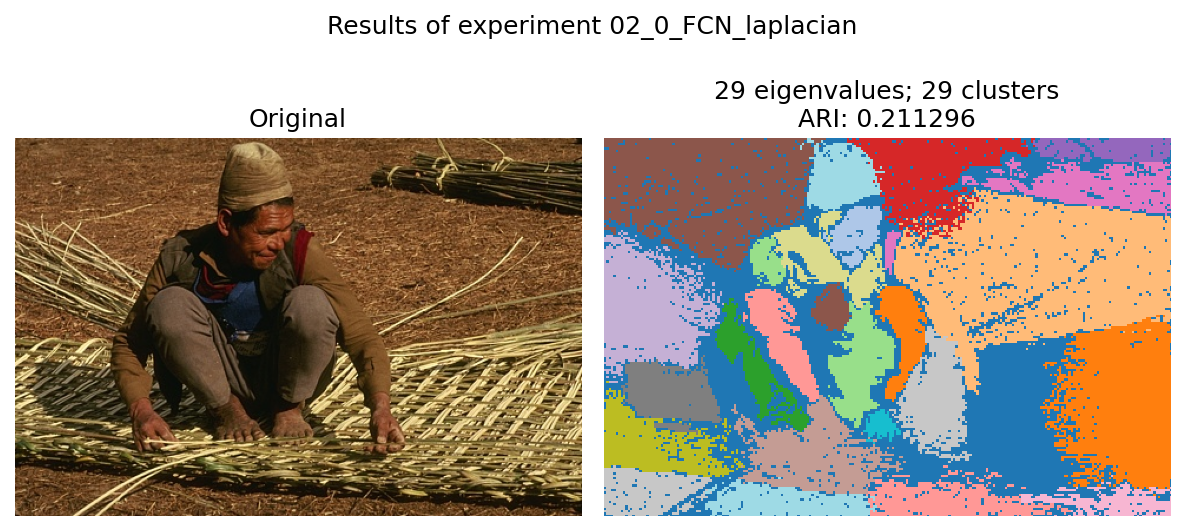 Results of experiment 02_0_FCN_laplacian
Original
29 eigenvalues; 29 clusters
ARI: 0.211296